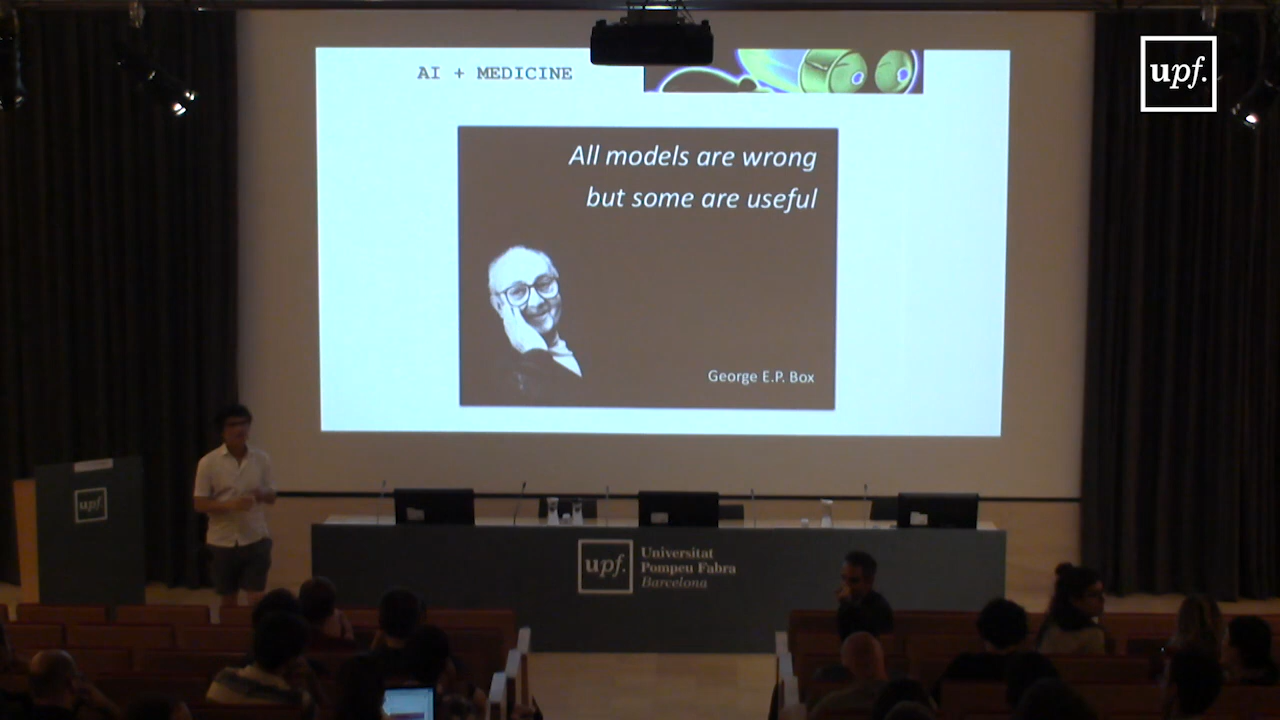 AI + MEDICINE
upf.
All models are wrong
but some are useful
George E.P. Box
upf
upf.
Universitat
Pompeu Fabra
Barcelona